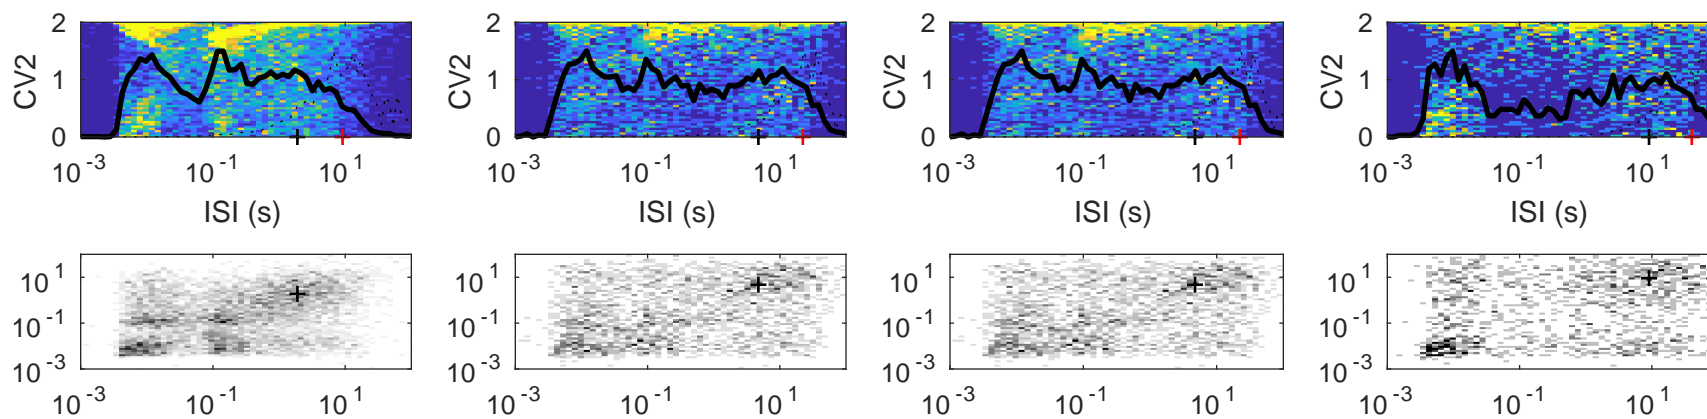 2 2 2 2
CV2 CV2 CV2 CV2
1 1 1 1
0 0 0 0
10^-3 10^-1 10^1 10^-3 10^-1 10^1 10^-3 10^-1 10^1 10^-3 10^-1 10^1
ISI (s) ISI (s) ISI (s) ISI (s)
10^1 10^1 10^1 10^1
10^-1 10^-1 10^-1 10^-1
10^-3 10^-3 10^-3 10^-3
10^-3 10^-1 10^1 10^-3 10^-1 10^1 10^-3 10^-1 10^1 10^-3 10^-1 10^1